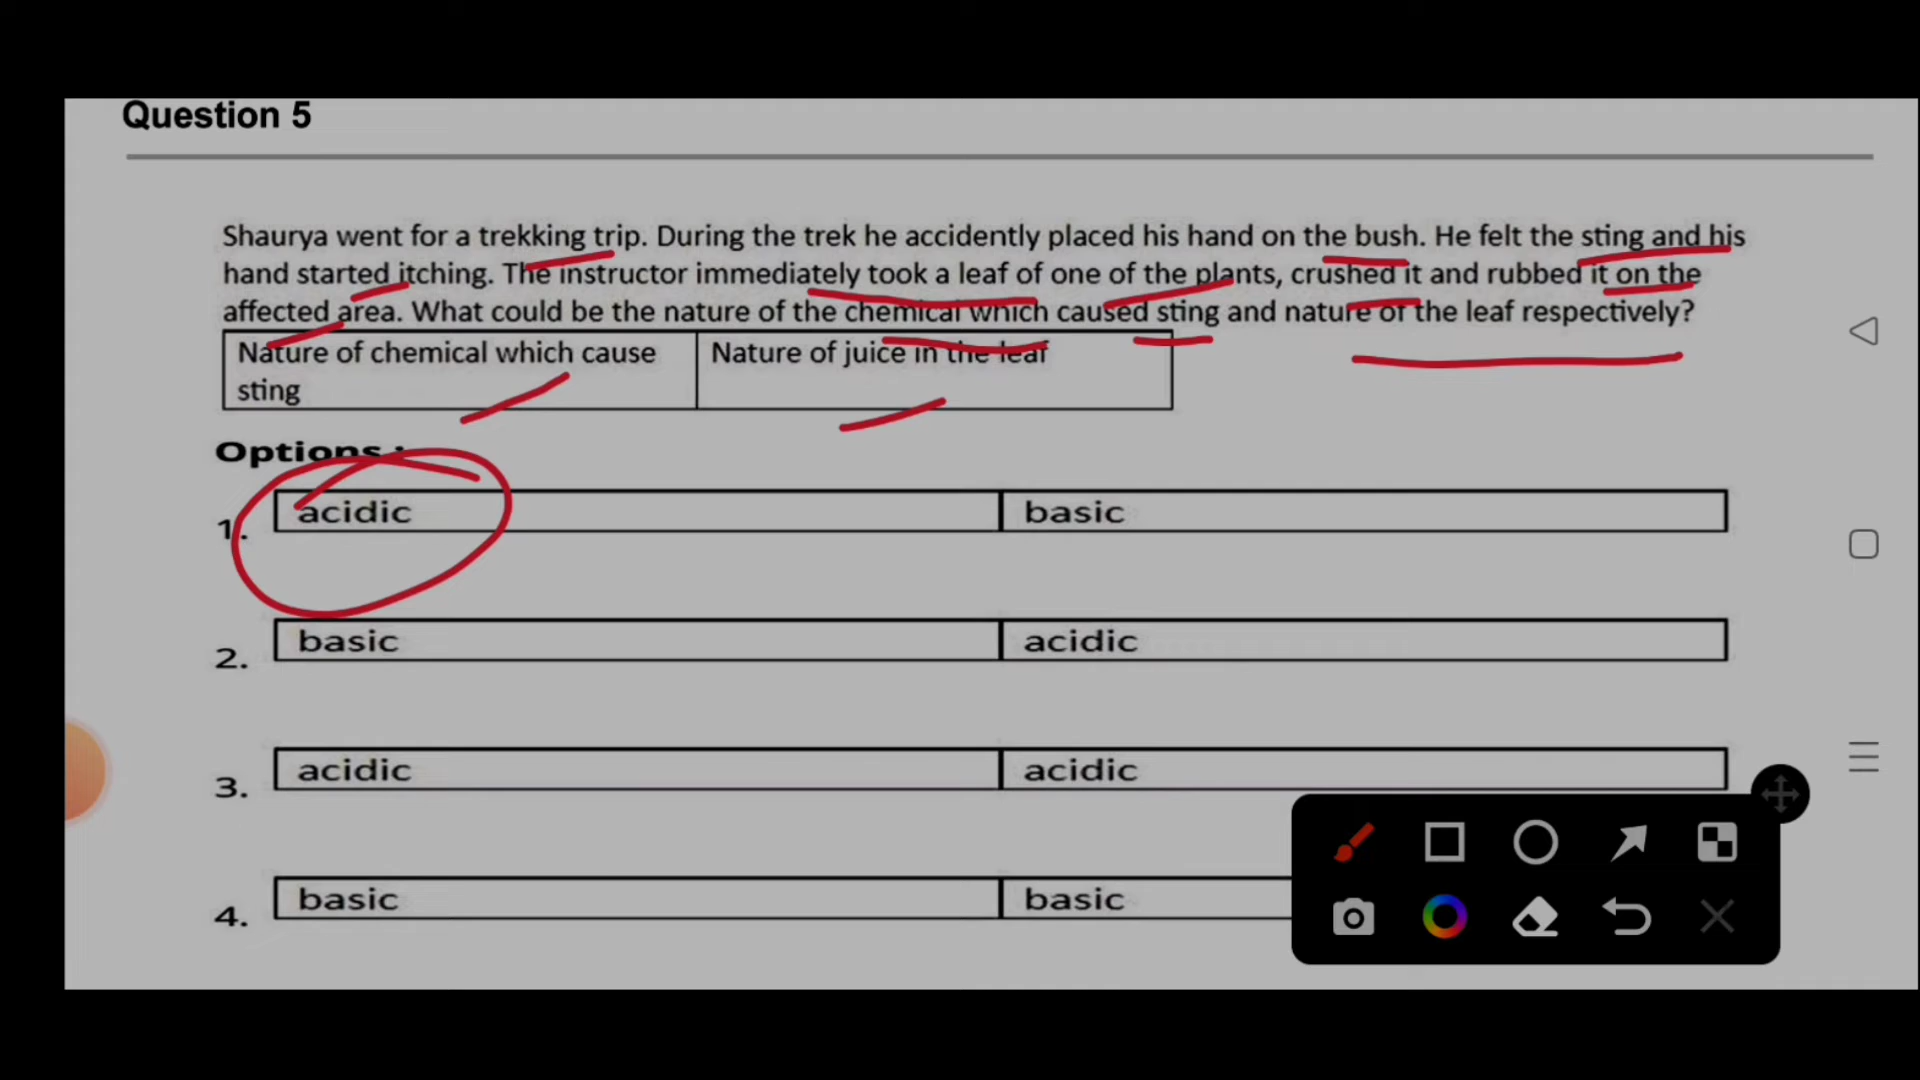 Question 5
Shaurya went for a trekking trip. During the trek he accidently placed his hand on the bush. He felt the sting and his
hand started itching. The instructor immediately took a leaf of one of the plants, crushed it and rubbed it on the
affected area. What could be the nature of the chemical which caused sting and nature of the leaf respectively?
Nature of chemical which cause sting
Nature of juice in the leaf
Options :
1. acidic basic
2. basic acidic
3. acidic acidic
4. basic basic